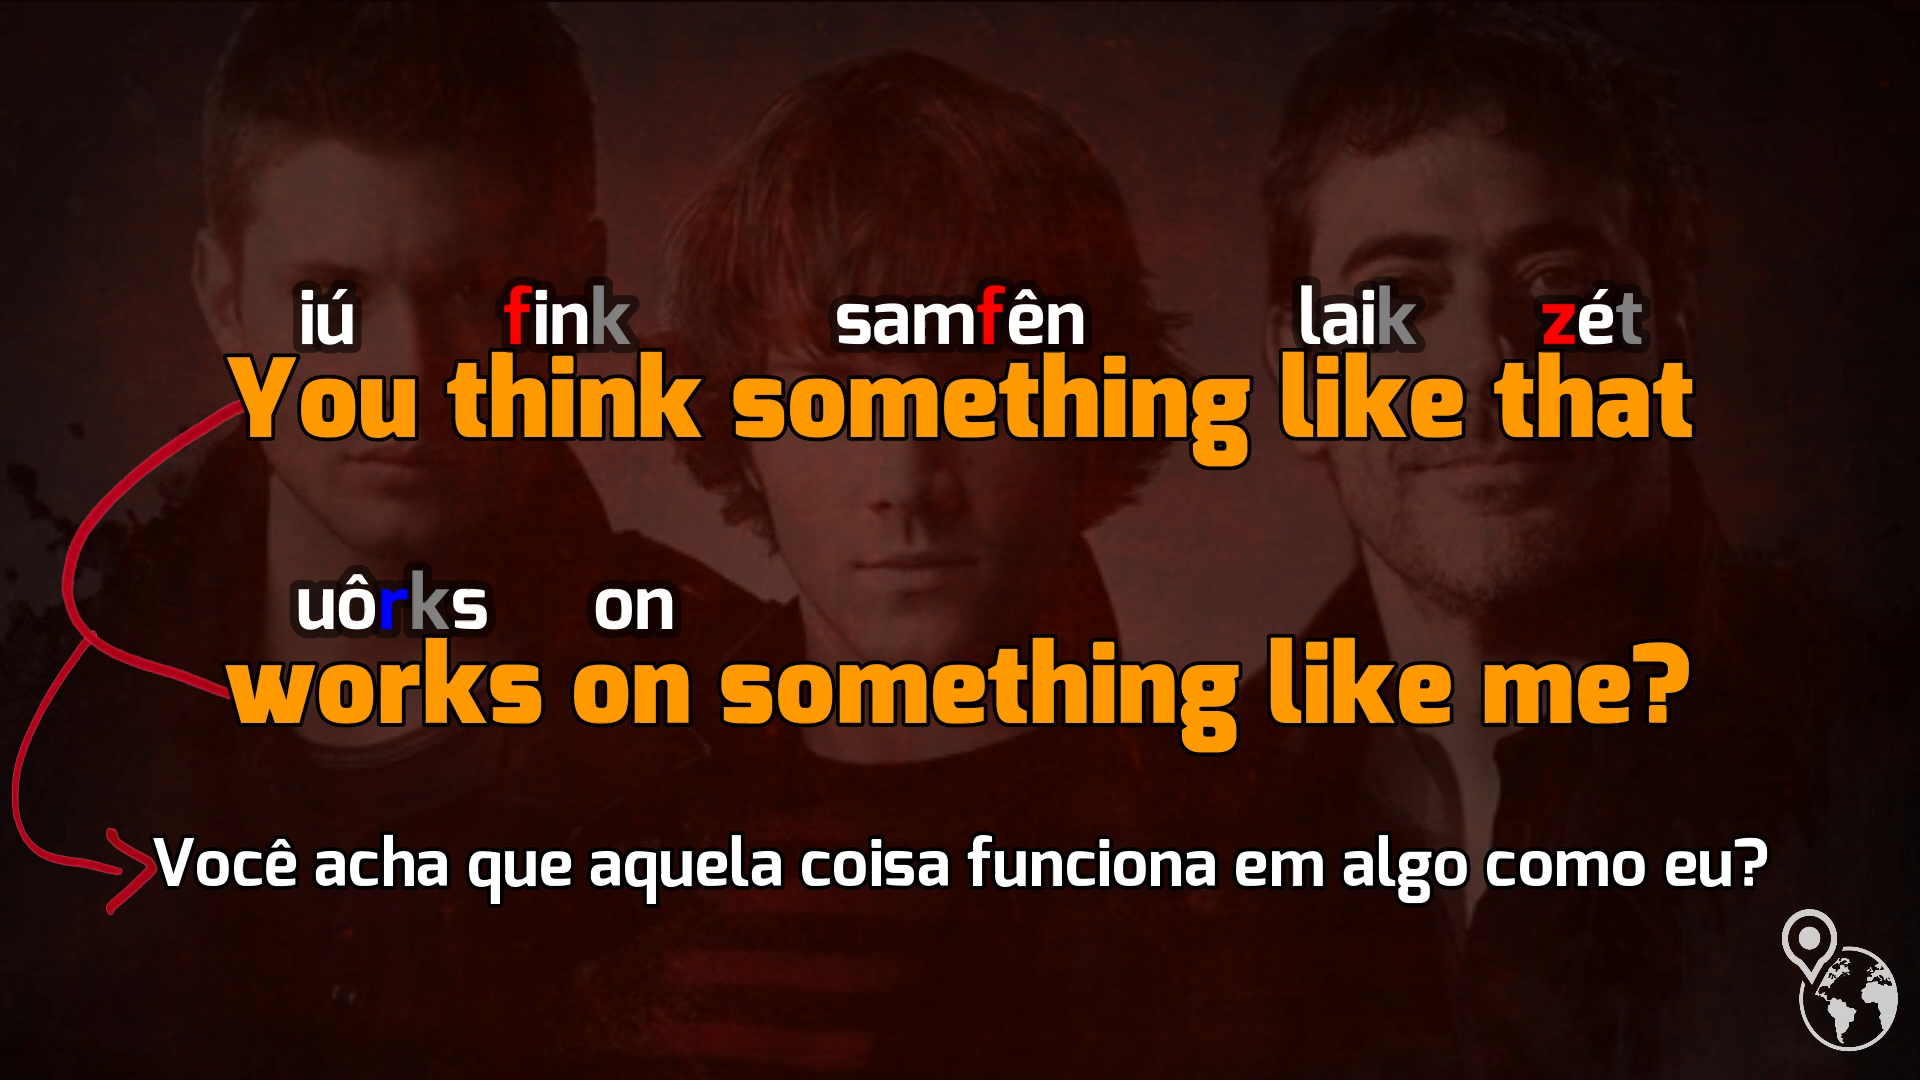 iú fink samfên laik zét
You think something like that
uôrks on
works on something like me?
Você acha que aquela coisa funciona em algo como eu?